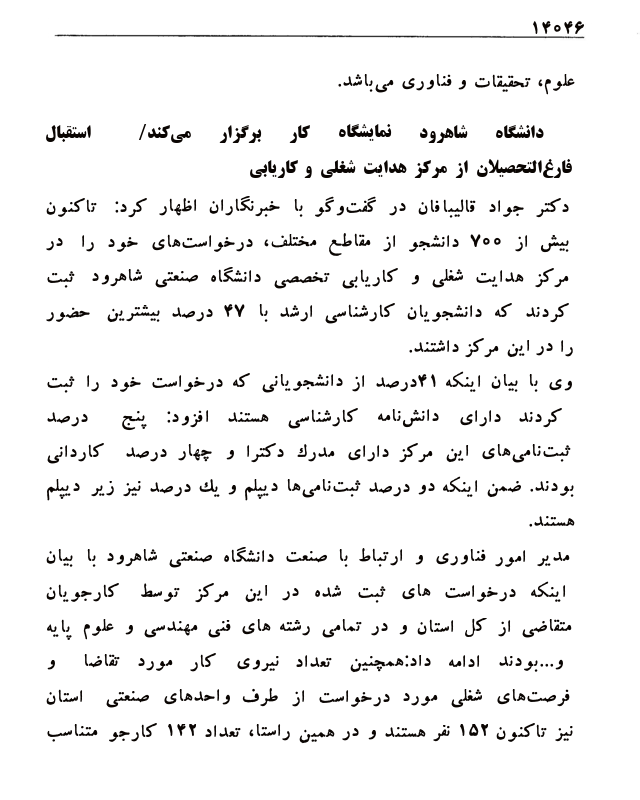 ۱۴۰۴۶
علوم، تحقیقات و فناوری می‌باشد.
دانشگاه شاهرود نمایشگاه کار برگزار می‌کند/ استقبال
فارغ‌التحصیلان از مرکز هدایت شغلی و کاریابی
دکتر جواد قالیبافان در گفت‌وگو با خبرنگاران اظهار کرد: تاکنون
بیش از ۷۰۰ دانشجو از مقاطع مختلف، درخواست‌های خود را در
مرکز هدایت شغلی و کاریابی تخصصی دانشگاه صنعتی شاهرود ثبت
کردند که دانشجویان کارشناسی ارشد با ۴۷ درصد بیشترین حضور
را در این مرکز داشتند.
وی با بیان اینکه ۴۱درصد از دانشجویانی که درخواست خود را ثبت
کردند دارای دانش‌نامه کارشناسی هستند افزود: پنج درصد
ثبت‌نامی‌های این مرکز دارای مدرك دکترا و چهار درصد کاردانی
بودند. ضمن اینکه دو درصد ثبت‌نامی‌ها دیپلم و یك درصد نیز زیر دیپلم
هستند.
مدیر امور فناوری و ارتباط با صنعت دانشگاه صنعتی شاهرود با بیان
اینکه درخواست های ثبت شده در این مرکز توسط کارجویان
متقاضی از کل استان و در تمامی رشته های فنی مهندسی و علوم پایه
و...بودند ادامه داد:همچنین تعداد نیروی کار مورد تقاضا و
فرصت‌های شغلی مورد درخواست از طرف واحدهای صنعتی استان
نیز تاکنون ۱۵۲ نفر هستند و در همین راستا، تعداد ۱۴۲ کارجو متناسب